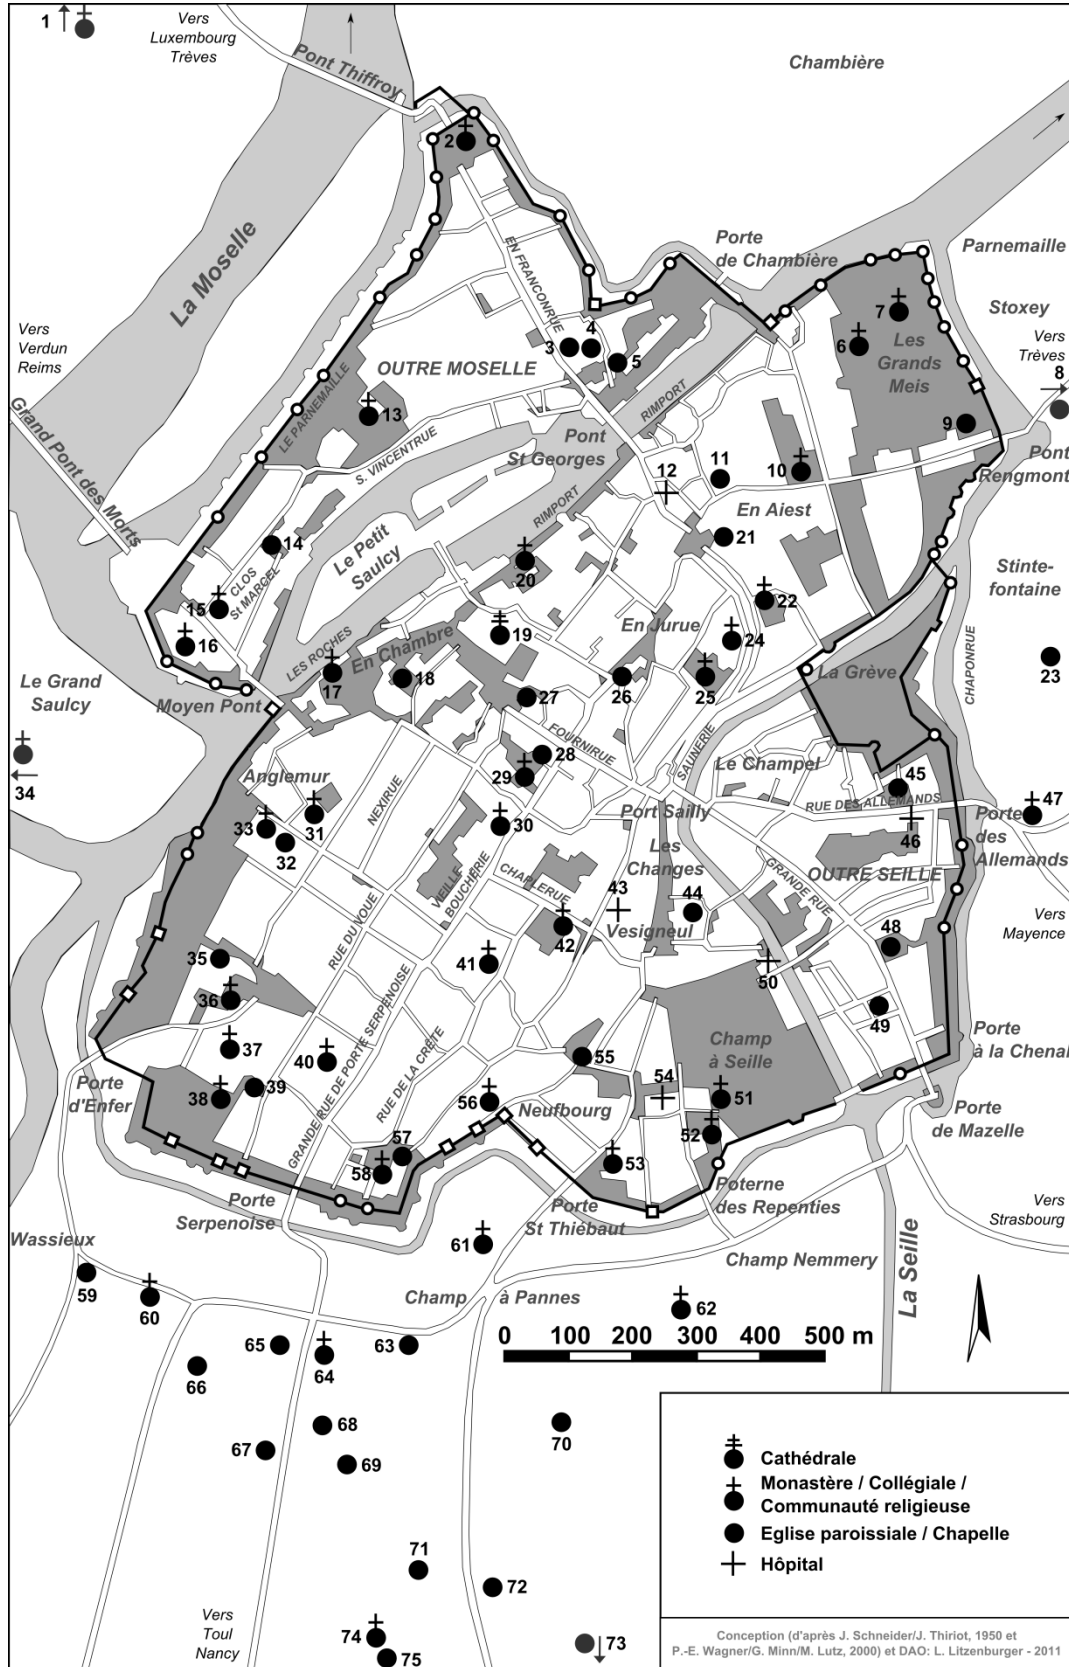 1
Vers
Luxembourg
Trèves
Pont Thiffroy
Chambière
2
La Moselle
EN FRANCONRUE
Porte
de Chambière
Parnemaille
Stoxey
7
6
Les
Grands
Meis
Vers
Verdun
Reims
Vers
Trèves
8
3
4
5
OUTRE MOSELLE
LE PARNEMAILLE
13
RIMPORT
Grand Pont des Morts
S. VINCENTRUE
Pont
St Georges
9
Pont
Rengmont
11
10
12
RIMPORT
En Aiest
21
14
Le Petit
Saulcy
20
Stinte-
fontaine
CLOS
St MARCEL
15
22
16
19
En Jurue
24
LES ROCHES
En Chambre
CHAPONRUE
23
17
18
26
25
La Grève
Le Grand
Saulcy
Moyen Pont
27
FOURNIRUE
SAUNERIE
34
28
29
Le Champel
Anglemur
NEXIRUE
45
RUE DES ALLEMANDS
47
Port Sailly
33
31
32
30
46
Porte
des
Allemands
Les
Changes
VIEILLE
BOUCHERIE
CHAPLERUE
GRANDE RUE
OUTRE SEILLE
43
44
Vesigneul
42
RUE DU VOUE
Vers
Mayence
48
35
41
50
36
GRANDE RUE DE PORTE SERPENOISE
49
37
40
RUE DE LA CRÊTE
55
Champ
à Seille
Porte
à la Chenal
Porte
d'Enfer
38
39
54
51
56
Neufbourg
52
Porte
de Mazelle
57
58
53
Poterne
des Repenties
Porte
Serpenoise
Porte
St Thiébaut
Vers
Strasbourg
Wassieux
61
Champ Nemmery
La Seille
59
60
Champ à Pannes
62
0 100 200 300 400 500 m
65
64
63
66
68
67
69
70
71
72
74
75
73
Vers
Toul
Nancy
Cathédrale
Monastère / Collégiale /
Communauté religieuse
Eglise paroissiale / Chapelle
Hôpital
Conception (d'après J. Schneider/J. Thiriot, 1950 et
P.-E. Wagner/G. Minn/M. Lutz, 2000) et DAO: L. Litzenburger - 2011